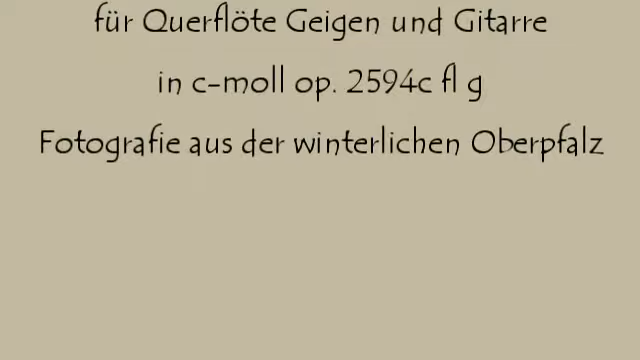 für Querflöte Geigen und Gitarre
in c-moll op. 2594c fl g
Fotografie aus der winterlichen Oberpfalz